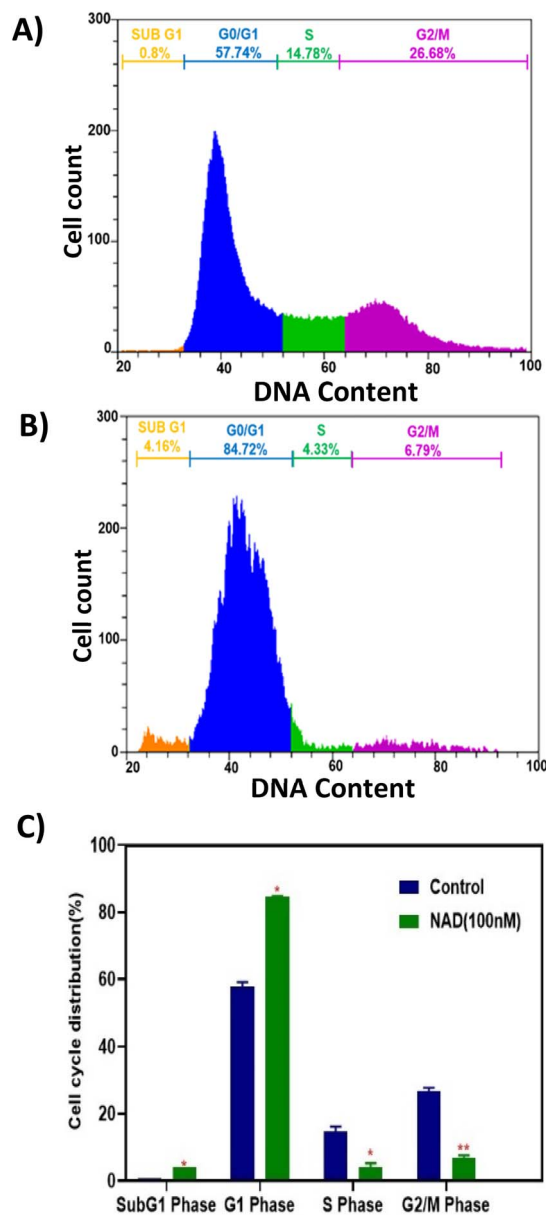 A)
SUB G1 G0/G1 S G2/M
0.8% 57.74% 14.78% 26.68%
300
200
100
0
Cell count
20 40 60 80 100
DNA Content
B)
SUB G1 G0/G1 S G2/M
4.16% 84.72% 4.33% 6.79%
300
200
100
0
Cell count
20 40 60 80 100
DNA Content
C)
100
80
60
40
20
0
Cell cycle distribution(%)
Control
NAD(100nM)
* * * **
SubG1 Phase G1 Phase S Phase G2/M Phase